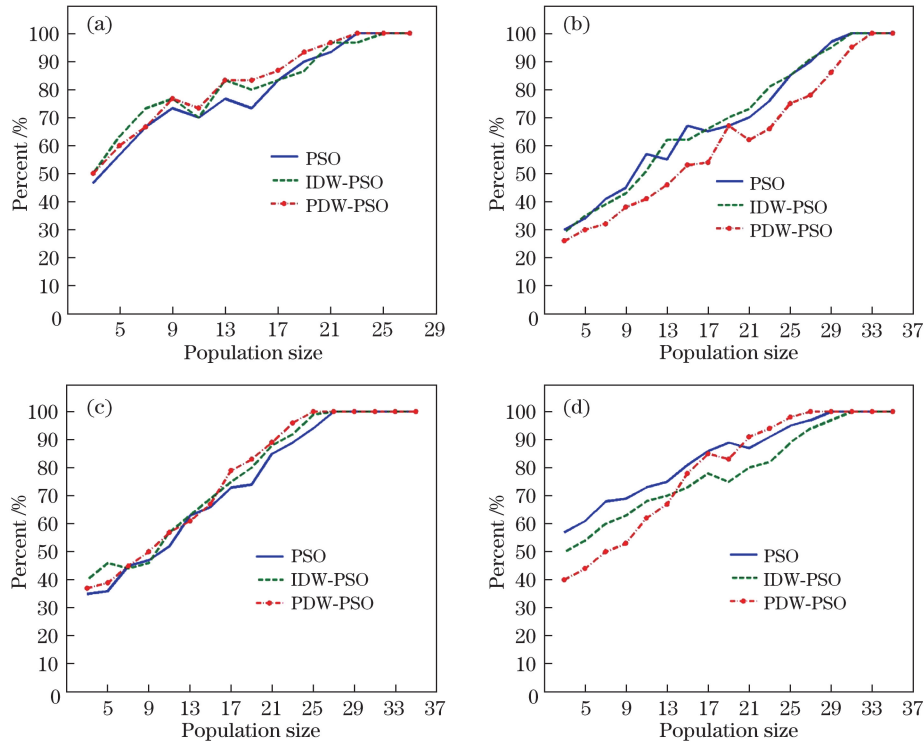 (a)
Percent /%
100
90
80
70
60
50
40
30
20
10
0
PSO
IDW-PSO
PDW-PSO
5 9 13 17 21 25 29
Population size
(b)
Percent /%
100
90
80
70
60
50
40
30
20
10
0
PSO
IDW-PSO
PDW-PSO
5 9 13 17 21 25 29 33 37
Population size
(c)
Percent /%
100
90
80
70
60
50
40
30
20
10
0
PSO
IDW-PSO
PDW-PSO
5 9 13 17 21 25 29 33 37
Population size
(d)
Percent /%
100
90
80
70
60
50
40
30
20
10
0
PSO
IDW-PSO
PDW-PSO
5 9 13 17 21 25 29 33 37
Population size